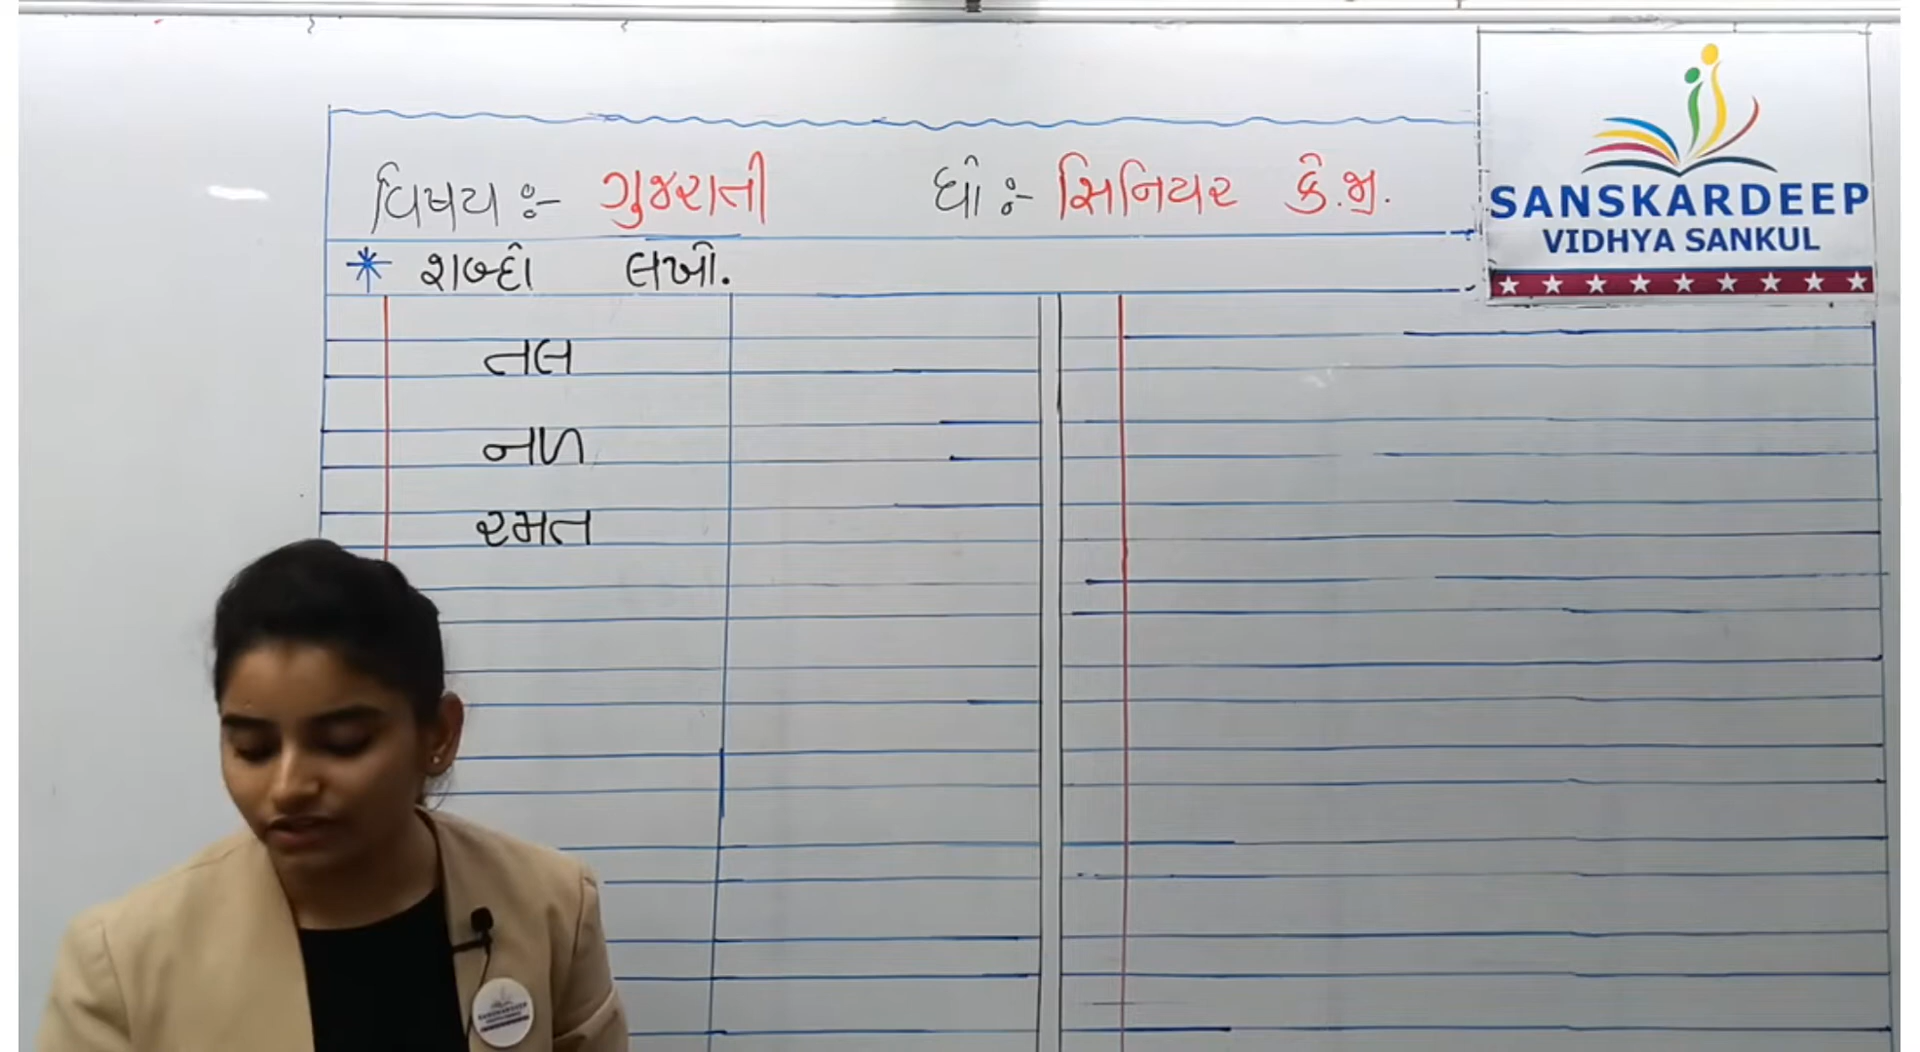 વિષય :- ગુજરાતી ધો :- સિનિયર કે.જી.
SANSKARDEEP
VIDHYA SANKUL
* શબ્દો લખો.
તલ
નળ
રમત